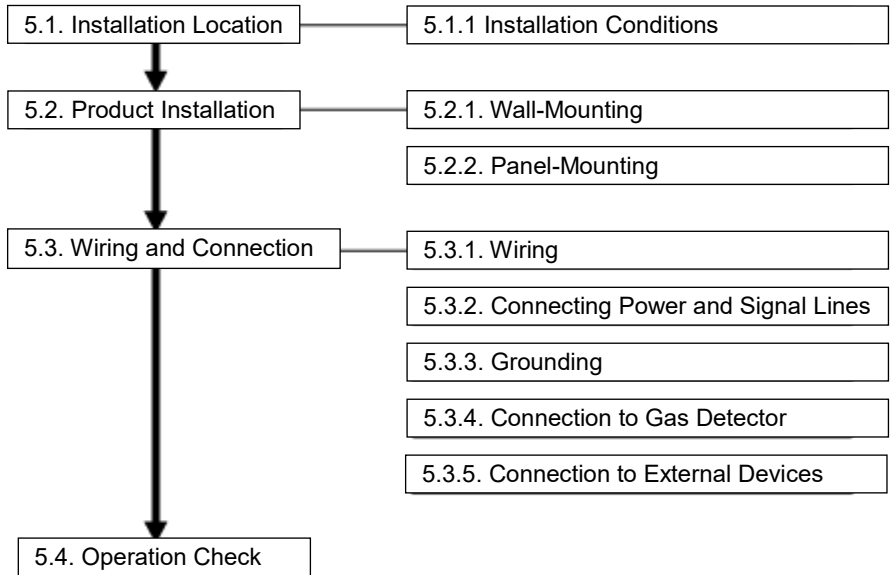 5.1. Installation Location
5.1.1 Installation Conditions
5.2. Product Installation
5.2.1. Wall-Mounting
5.2.2. Panel-Mounting
5.3. Wiring and Connection
5.3.1. Wiring
5.3.2. Connecting Power and Signal Lines
5.3.3. Grounding
5.3.4. Connection to Gas Detector
5.3.5. Connection to External Devices
5.4. Operation Check